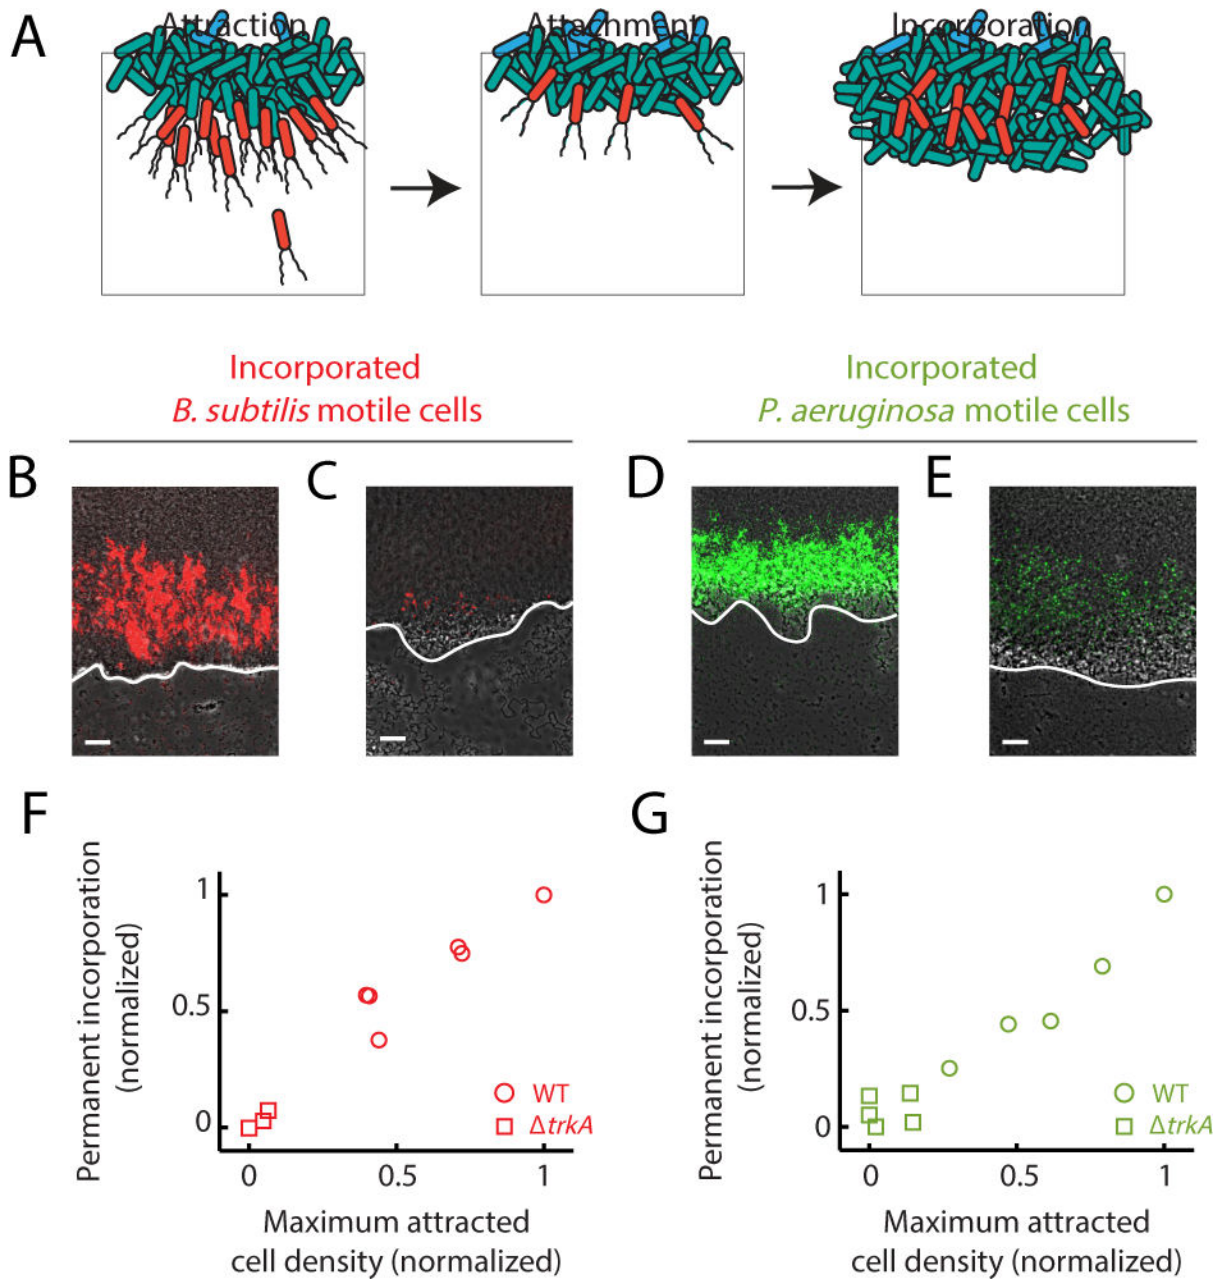 A
Attraction
Attachment
Incorporation
Incorporated
B. subtilis motile cells
Incorporated
P. aeruginosa motile cells
B
C
D
E
F
Permanent incorporation
(normalized)
1
0.5
0
WT
ΔtrkA
0
0.5
1
Maximum attracted
cell density (normalized)
G
Permanent incorporation
(normalized)
1
0.5
0
WT
ΔtrkA
0
0.5
1
Maximum attracted
cell density (normalized)